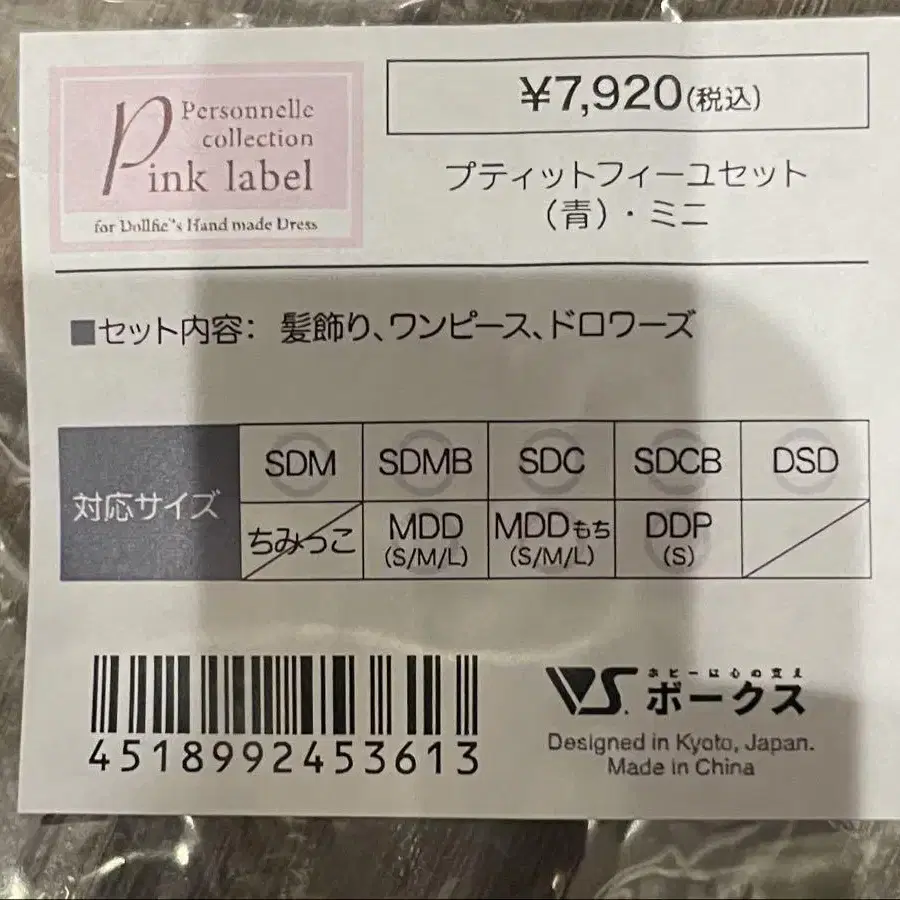 Personnelle
collection
Pink label
for Dollfie™s Hand made Dress
¥7,920(税込)
プティットフィーユセット
（青）・ミニ
■セット内容： 髪飾り、ワンピース、ドロワーズ
対応サイズ
SDM SDMB SDC SDCB DSD
ちみっこ MDD MDDもち DDP
(S/M/L) (S/M/L) (S)
4518992453613
ホビーは心の支え
VS. ボークス
Designed in Kyoto, Japan.
Made in China